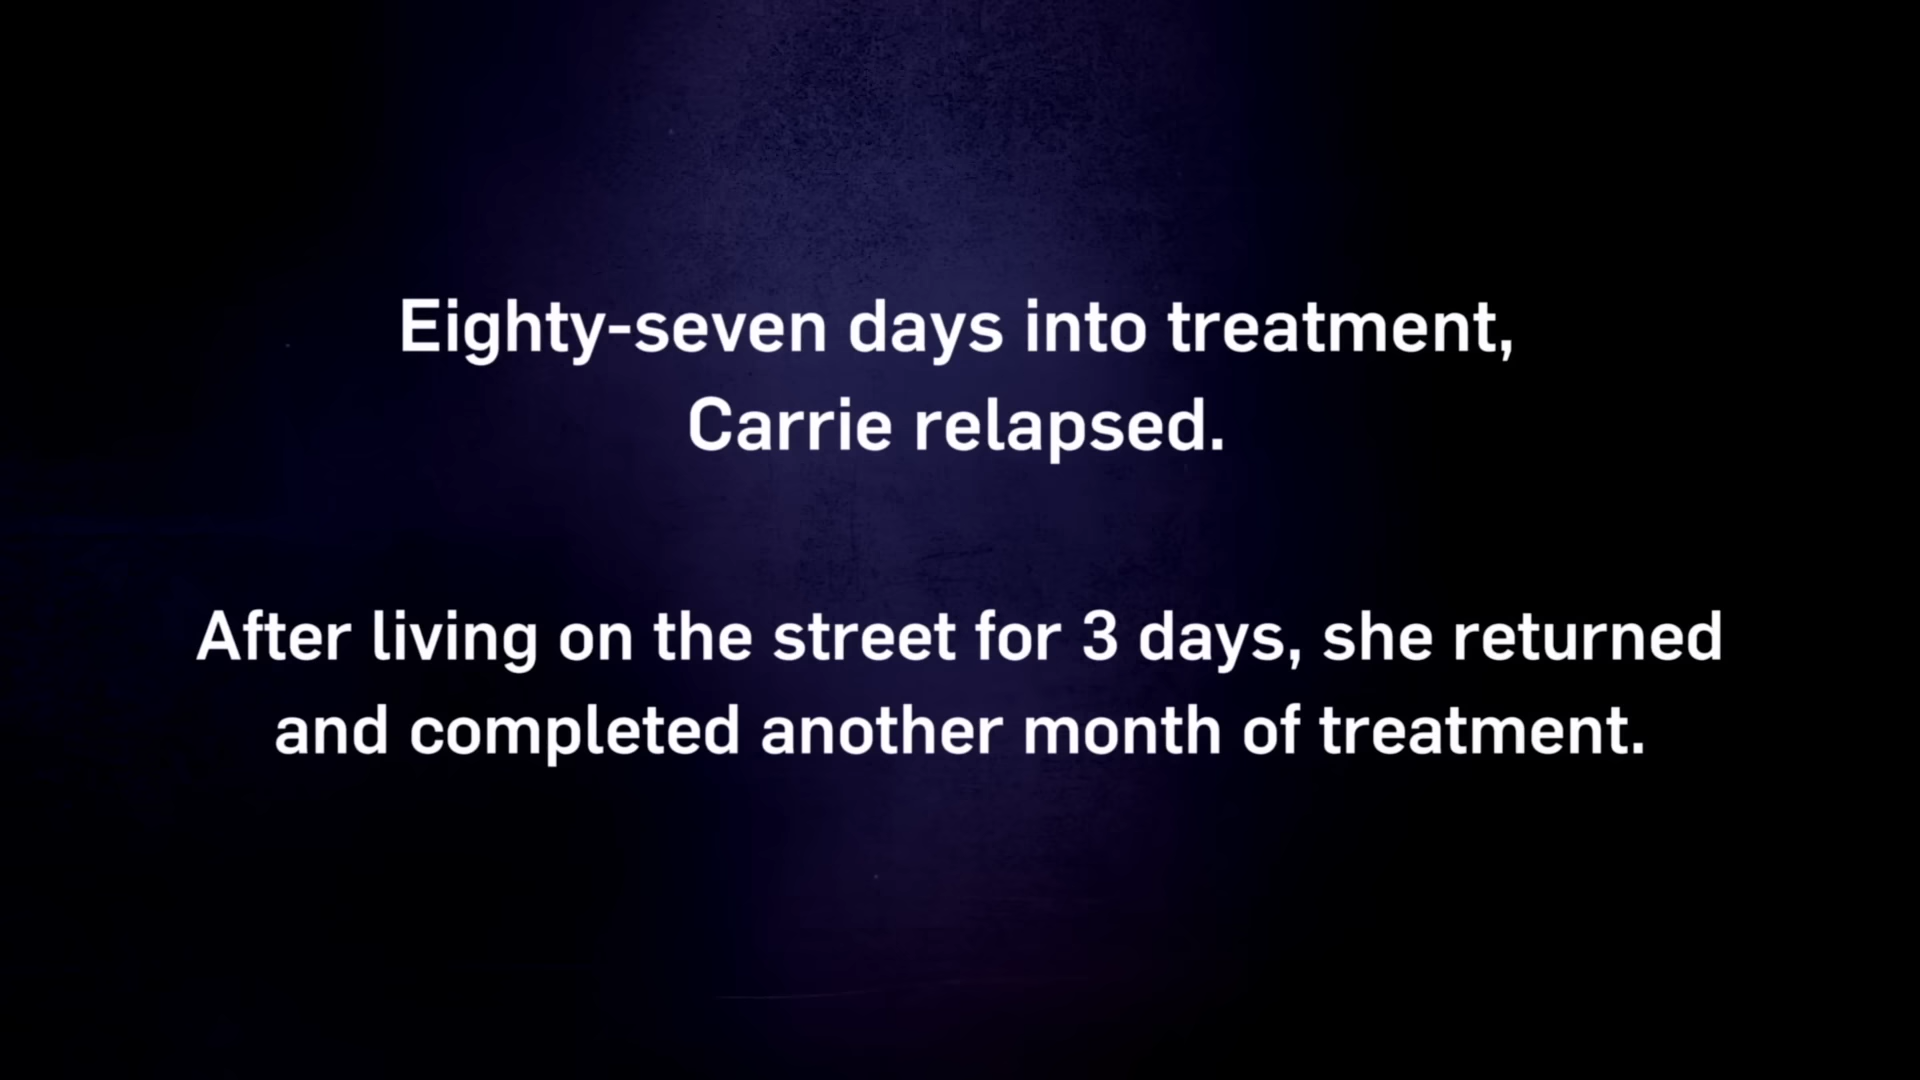 Eighty-seven days into treatment,
Carrie relapsed.
After living on the street for 3 days, she returned
and completed another month of treatment.